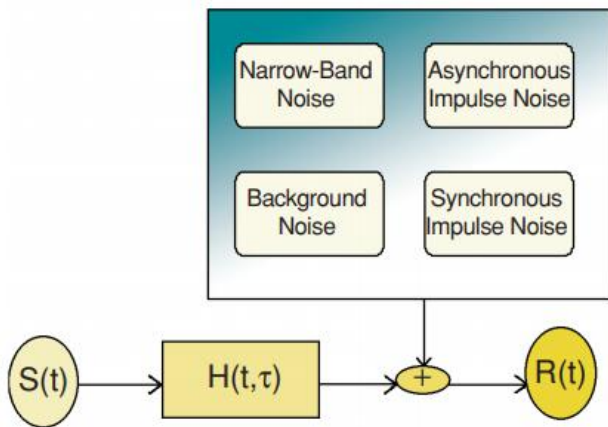 Narrow-Band
Noise
Asynchronous
Impulse Noise
Background
Noise
Synchronous
Impulse Noise
S(t)
H(t,τ)
+
R(t)